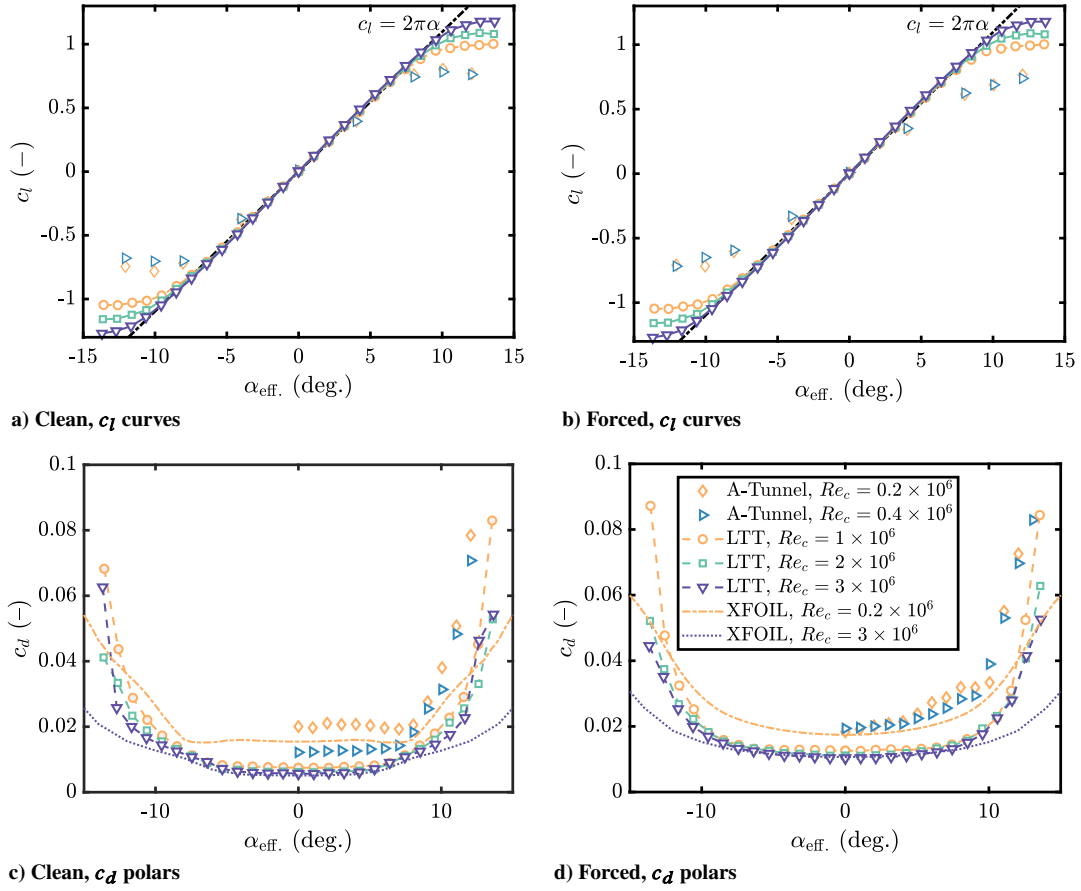 c_l = 2πα
1
0.5
0
-0.5
-1
c_l (−)
-15 -10 -5 0 5 10 15
α_eff. (deg.)
a) Clean, c_l curves
c_l = 2πα
1
0.5
0
-0.5
-1
c_l (−)
-15 -10 -5 0 5 10 15
α_eff. (deg.)
b) Forced, c_l curves
0.1
0.08
0.06
0.04
0.02
0
c_d (−)
-10 0 10
α_eff. (deg.)
c) Clean, c_d polars
0.1
0.08
0.06
0.04
0.02
0
c_d (−)
A-Tunnel, Re_c = 0.2 × 10^6
A-Tunnel, Re_c = 0.4 × 10^6
LTT, Re_c = 1 × 10^6
LTT, Re_c = 2 × 10^6
LTT, Re_c = 3 × 10^6
XFOIL, Re_c = 0.2 × 10^6
XFOIL, Re_c = 3 × 10^6
-10 0 10
α_eff. (deg.)
d) Forced, c_d polars